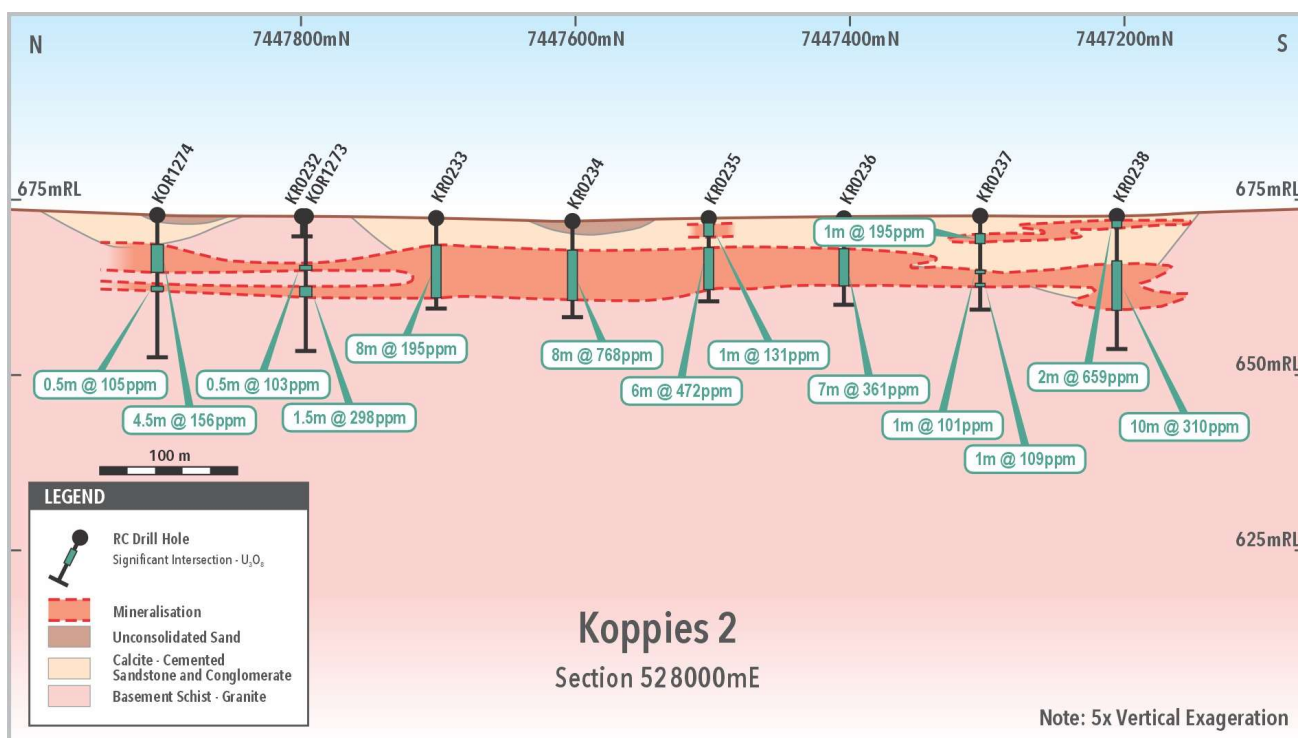 N
7447800mN
7447600mN
7447400mN
7447200mN
S
KOR1274
KR0232
KOR1273
KR0233
KR0234
KR0235
KR0236
KR0237
KR0238
675mRL
675mRL
1m @ 195ppm
8m @ 195ppm
8m @ 768ppm
1m @ 131ppm
0.5m @ 105ppm
0.5m @ 103ppm
6m @ 472ppm
7m @ 361ppm
2m @ 659ppm
650mRL
4.5m @ 156ppm
1.5m @ 298ppm
1m @ 101ppm
10m @ 310ppm
1m @ 109ppm
100 m
LEGEND
RC Drill Hole
Significant Intersection - U₃O₈
Mineralisation
Unconsolidated Sand
Calcite - Cemented
Sandstone and Conglomerate
Basement Schist - Granite
625mRL
Koppies 2
Section 528000mE
Note: 5x Vertical Exageration